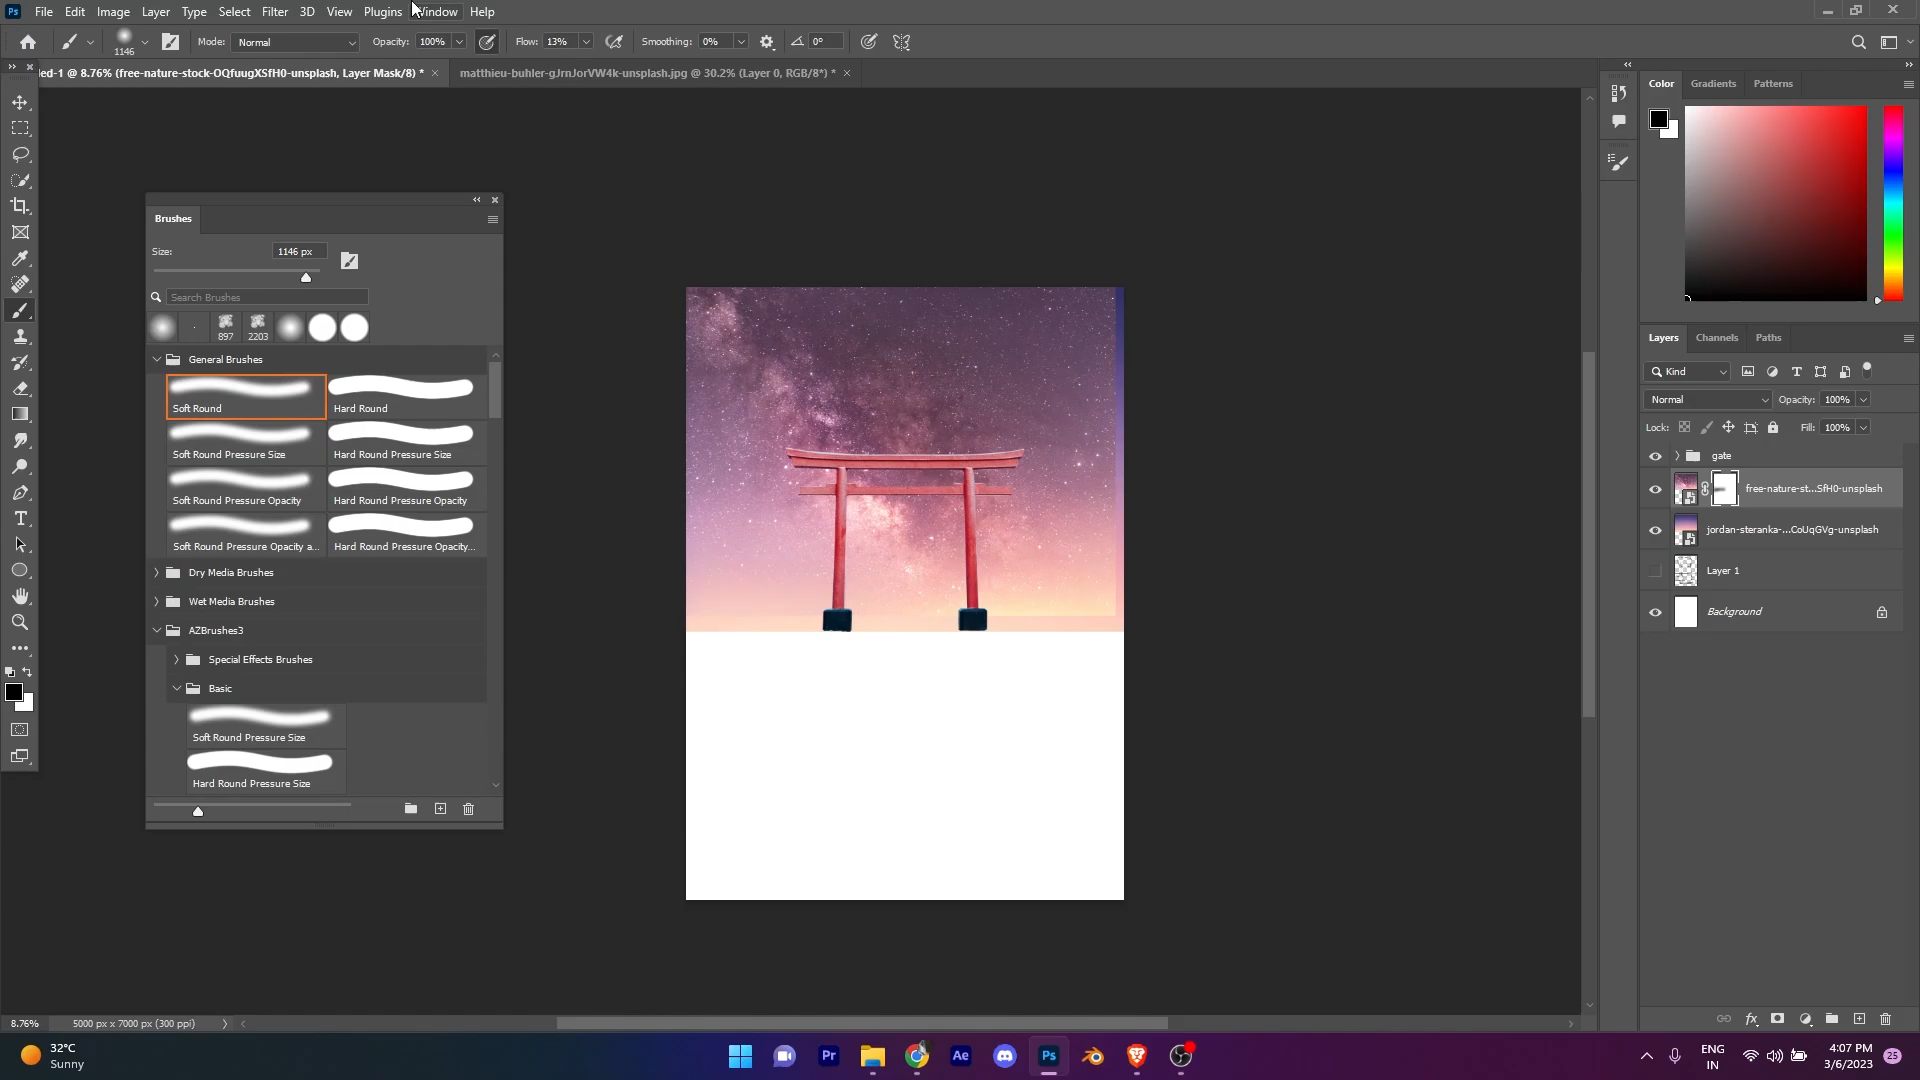 Ps File Edit Image Layer Type Select Filter 3D View Plugins Window Help
1146 Mode: Normal Opacity: 100% Flow: 13% Smoothing: 0% 0°
led-1 @ 8.76% (free-nature-stock-OQfuugXSfH0-unsplash, Layer Mask/8) * matthieu-buhler-gJrnJorVW4k-unsplash.jpg @ 30.2% (Layer 0, RGB/8*) *
Brushes
Size: 1146 px
Search Brushes
897 2203
General Brushes
Soft Round Hard Round
Soft Round Pressure Size Hard Round Pressure Size
Soft Round Pressure Opacity Hard Round Pressure Opacity
Soft Round Pressure Opacity a... Hard Round Pressure Opacity...
Dry Media Brushes
Wet Media Brushes
AZBrushes3
Special Effects Brushes
Basic
Soft Round Pressure Size
Hard Round Pressure Size
Color Gradients Patterns
Layers Channels Paths
Kind
Normal Opacity: 100%
Lock: Fill: 100%
gate
free-nature-st...SfH0-unsplash
jordan-steranka-...CoUqGVg-unsplash
Layer 1
Background
8.76% 5000 px x 7000 px (300 ppi)
32°C
Sunny
Pr Ae Ps
ENG
IN
4:07 PM
3/6/2023
25